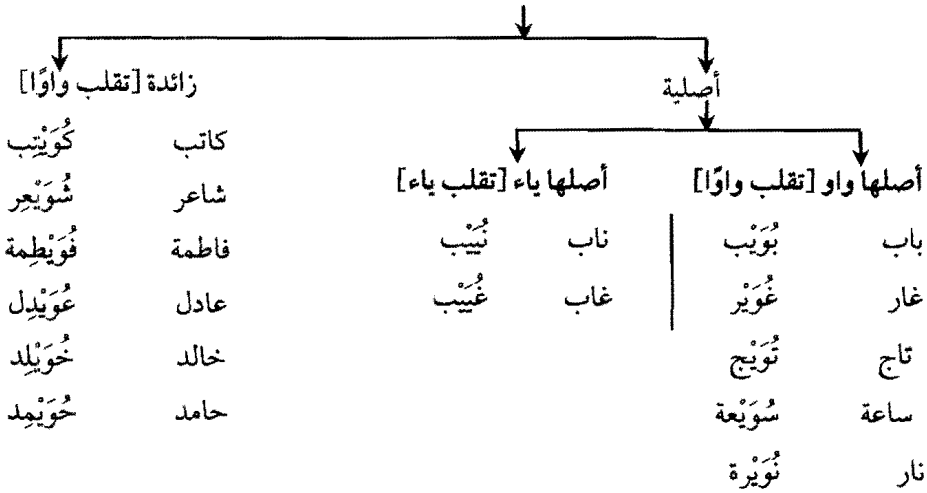 أصلية
زائدة [تقلب واوًا]
أصلها واو [تقلب واوًا]
أصلها ياء [تقلب ياء]
باب بُوَيْب
غار غُوَيْر
تاج تُوَيْج
ساعة سُوَيْعة
نار نُوَيْرة
ناب نُيَيْب
غاب غُيَيْب
كاتب كُوَيْتِب
شاعر شُوَيْعِر
فاطمة فُوَيْطِمة
عادل عُوَيْدِل
خالد خُوَيْلِد
حامد حُوَيْمِد